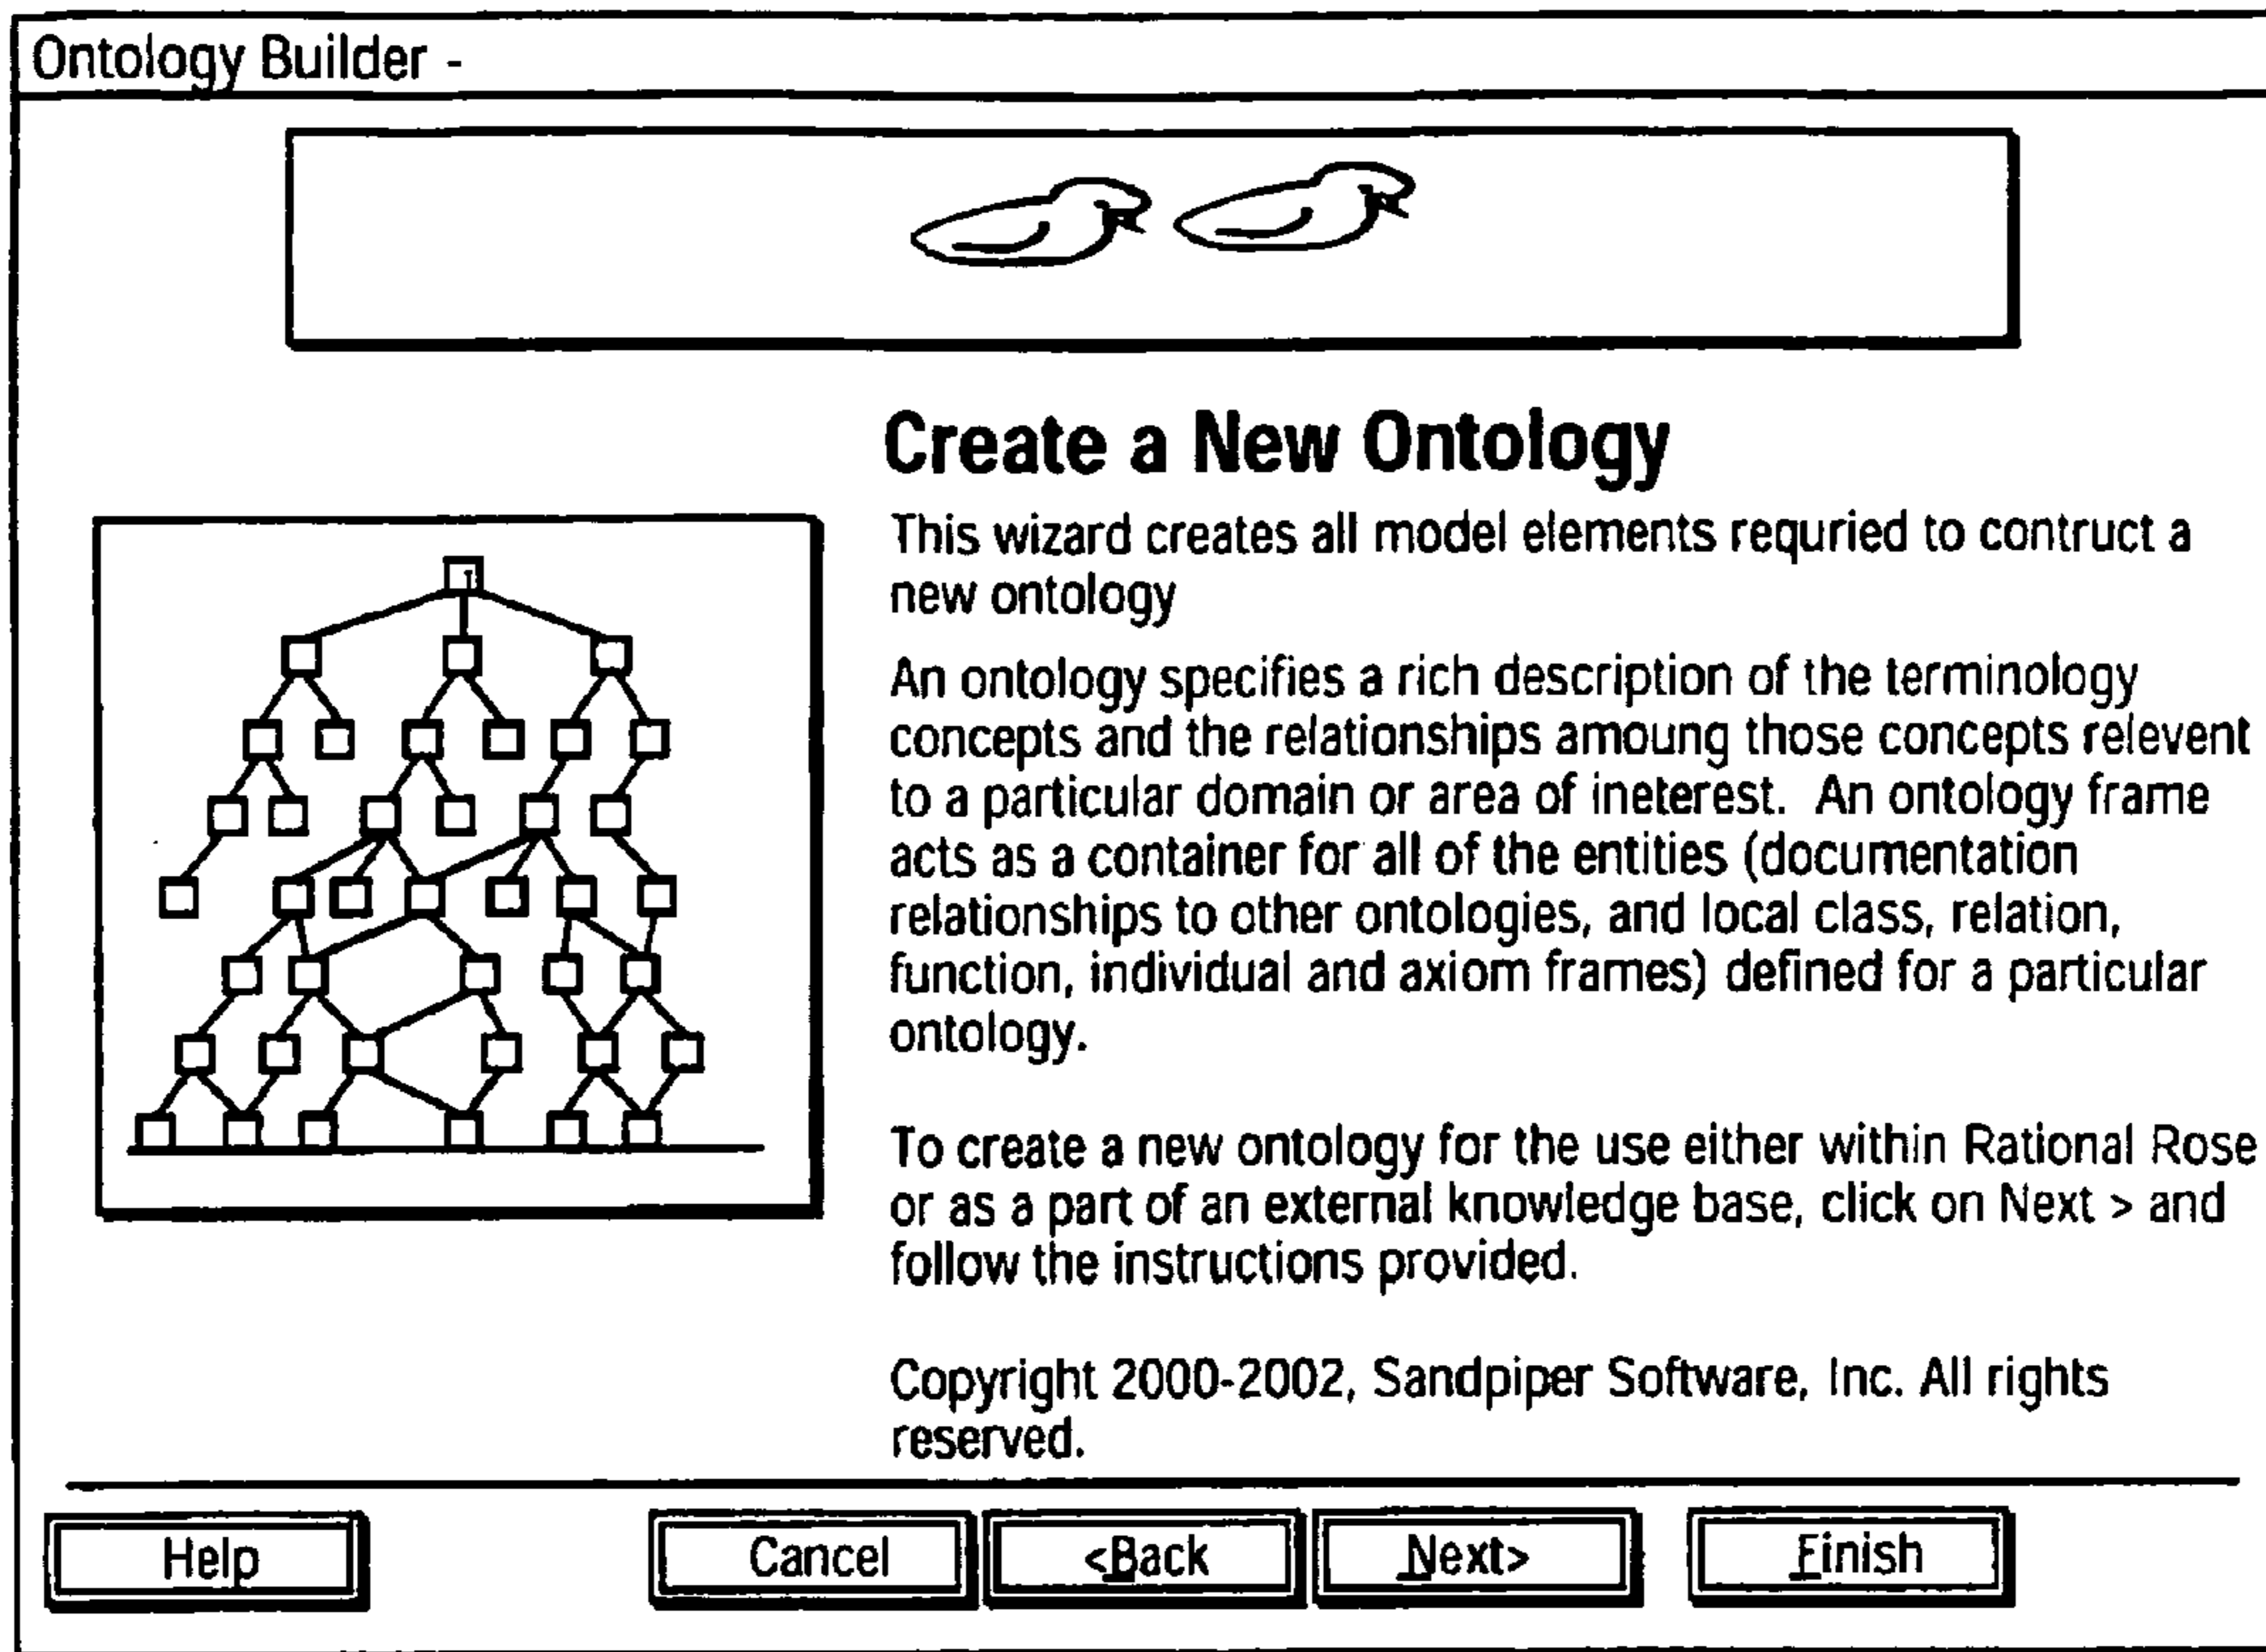 Ontology Builder -
Create a New Ontology
This wizard creates all model elements requried to contruct a
new ontology
An ontology specifies a rich description of the terminology
concepts and the relationships amoung those concepts relevent
to a particular domain or area of ineterest. An ontology frame
acts as a container for all of the entities (documentation
relationships to other ontologies, and local class, relation,
function, individual and axiom frames) defined for a particular
ontology.
To create a new ontology for the use either within Rational Rose
or as a part of an external knowledge base, click on Next > and
follow the instructions provided.
Copyright 2000-2002, Sandpiper Software, Inc. All rights
reserved.
Help Cancel <Back Next> Finish